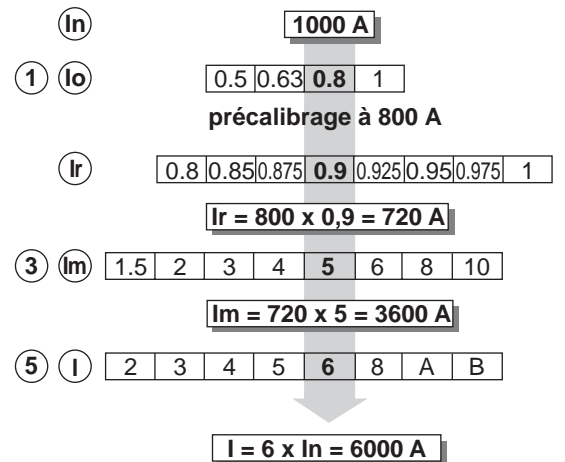 In 1000 A
1 Io 0.5 0.63 0.8 1
précalibrage à 800 A
Ir 0.8 0.85 0.875 0.9 0.925 0.95 0.975 1
Ir = 800 x 0,9 = 720 A
3 Im 1.5 2 3 4 5 6 8 10
Im = 720 x 5 = 3600 A
5 I 2 3 4 5 6 8 A B
I = 6 x In = 6000 A